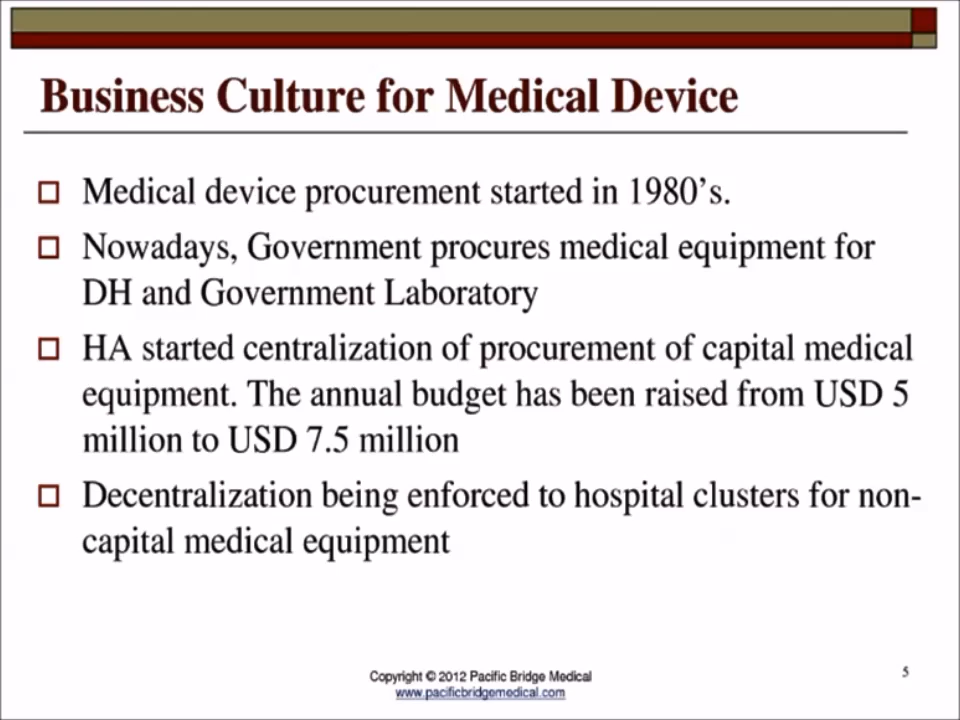 Business Culture for Medical Device
Medical device procurement started in 1980's.
Nowadays, Government procures medical equipment for
DH and Government Laboratory
HA started centralization of procurement of capital medical
equipment. The annual budget has been raised from USD 5
million to USD 7.5 million
Decentralization being enforced to hospital clusters for non-
capital medical equipment
Copyright © 2012 Pacific Bridge Medical
www.pacificbridgemedical.com
5